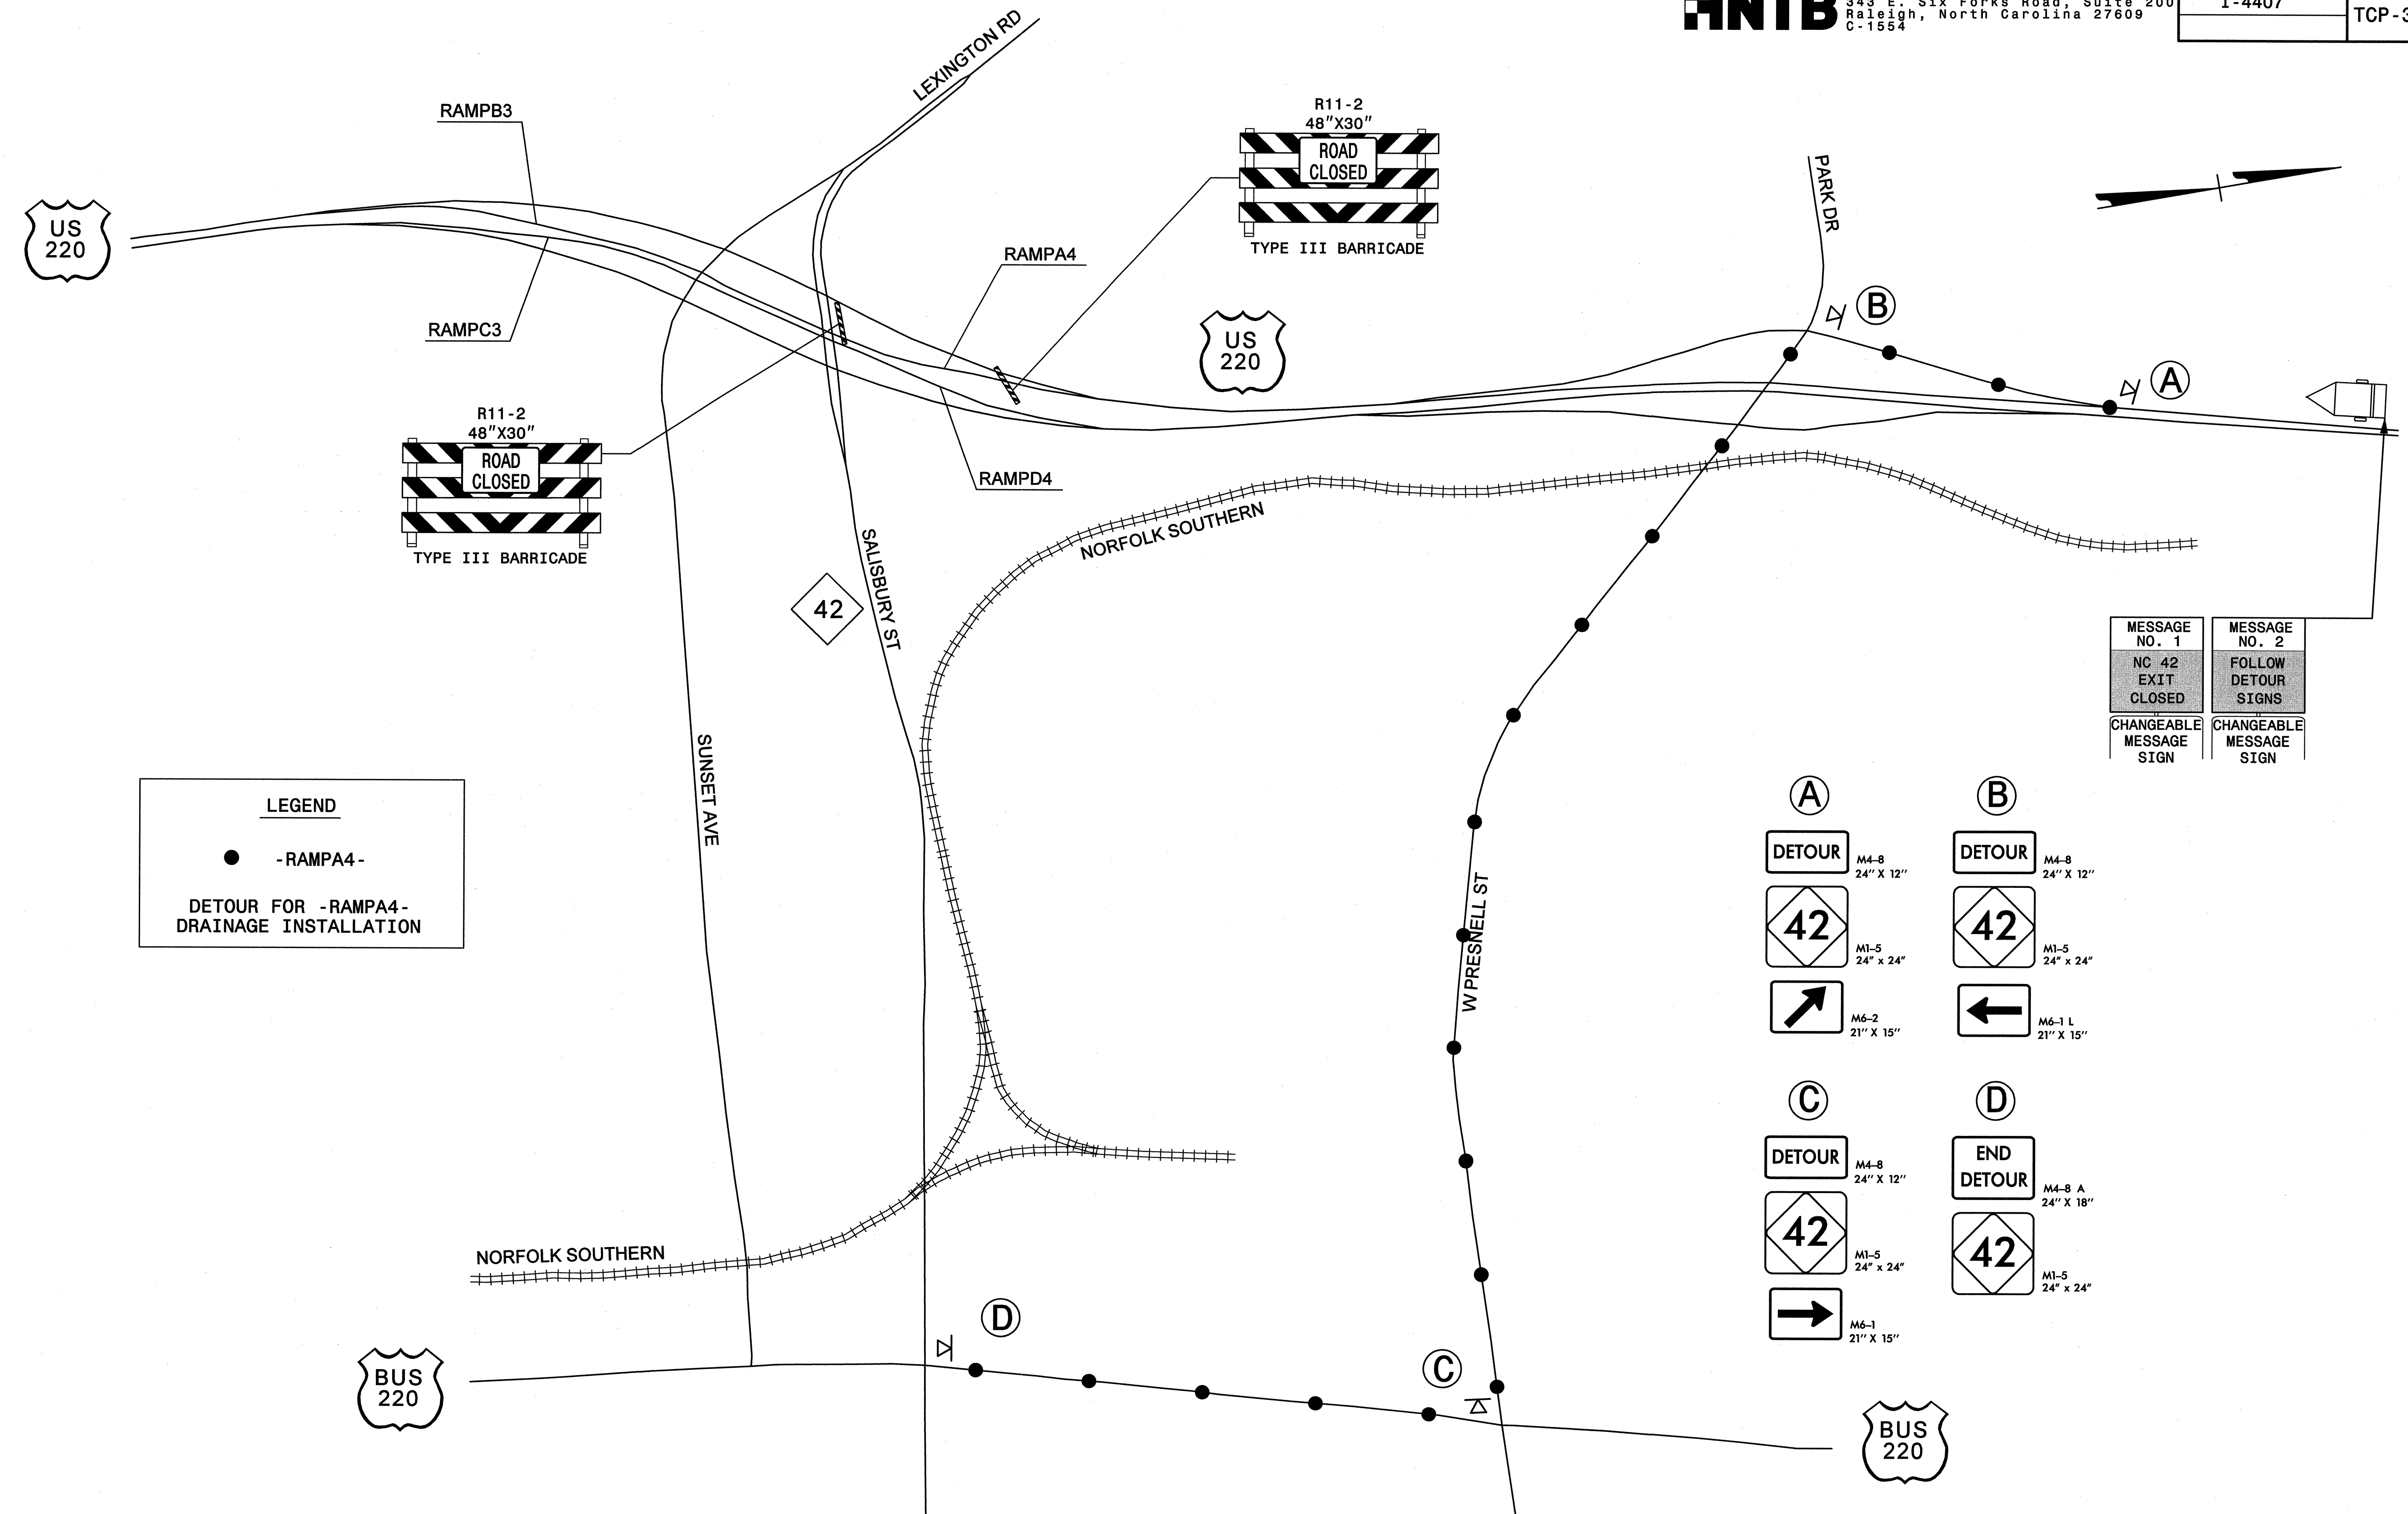 HNTB
343 E. Six Forks Road, Suite 200
Raleigh, North Carolina 27609
C-1554
I-4407
TCP-3
LEXINGTON RD
RAMPB3
R11-2
48"X30"
ROAD
CLOSED
TYPE III BARRICADE
PARK DR
US
220
RAMPA4
RAMPC3
US
220
B
A
R11-2
48"X30"
ROAD
CLOSED
TYPE III BARRICADE
RAMPD4
NORFOLK SOUTHERN
SALISBURY ST
42
MESSAGE
NO. 1
NC 42
EXIT
CLOSED
CHANGEABLE
MESSAGE
SIGN
MESSAGE
NO. 2
FOLLOW
DETOUR
SIGNS
CHANGEABLE
MESSAGE
SIGN
SUNSET AVE
LEGEND
-RAMPA4-
DETOUR FOR -RAMPA4-
DRAINAGE INSTALLATION
W PRESNELL ST
A
DETOUR
M4-8
24" X 12"
42
M1-5
24" x 24"
M6-2
21" X 15"
B
DETOUR
M4-8
24" X 12"
42
M1-5
24" x 24"
M6-1 L
21" X 15"
C
DETOUR
M4-8
24" X 12"
42
M1-5
24" x 24"
M6-1
21" X 15"
D
END
DETOUR
M4-8 A
24" X 18"
42
M1-5
24" x 24"
NORFOLK SOUTHERN
D
C
BUS
220
BUS
220